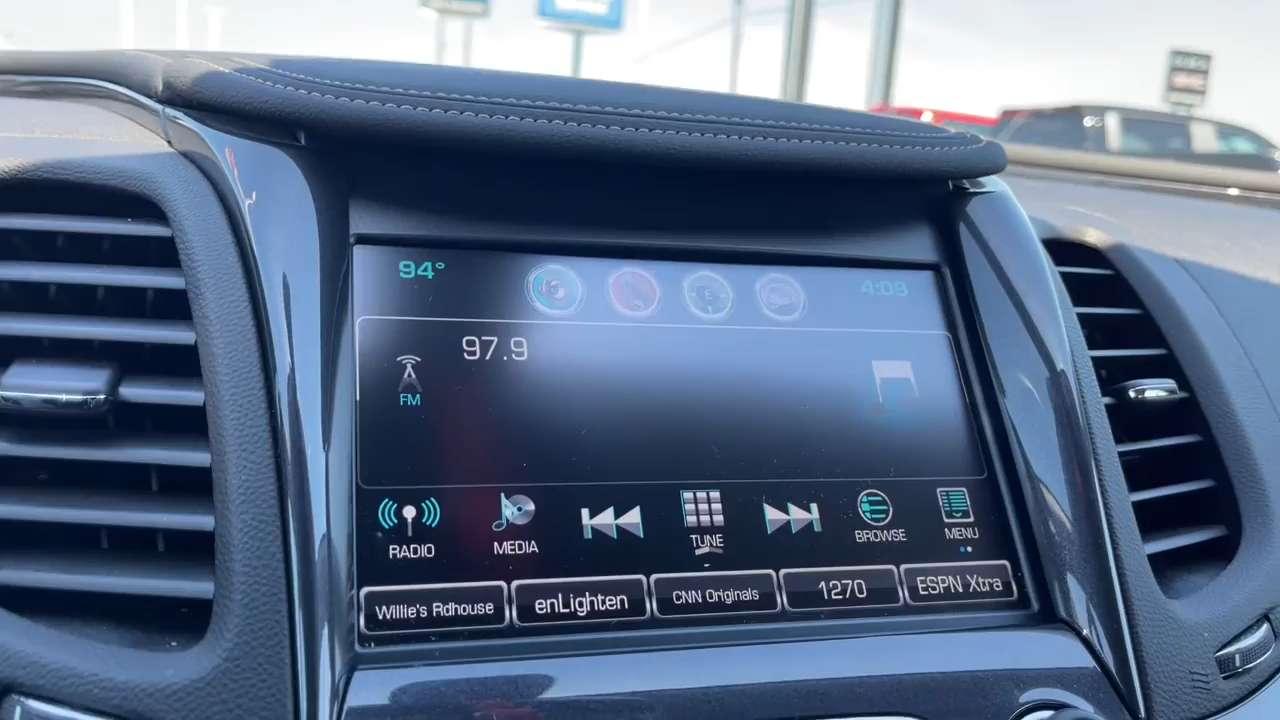 94°
4:09
97.9
FM
RADIO
MEDIA
TUNE
BROWSE
MENU
Willie's Rdhouse
enLighten
CNN Originals
1270
ESPN Xtra